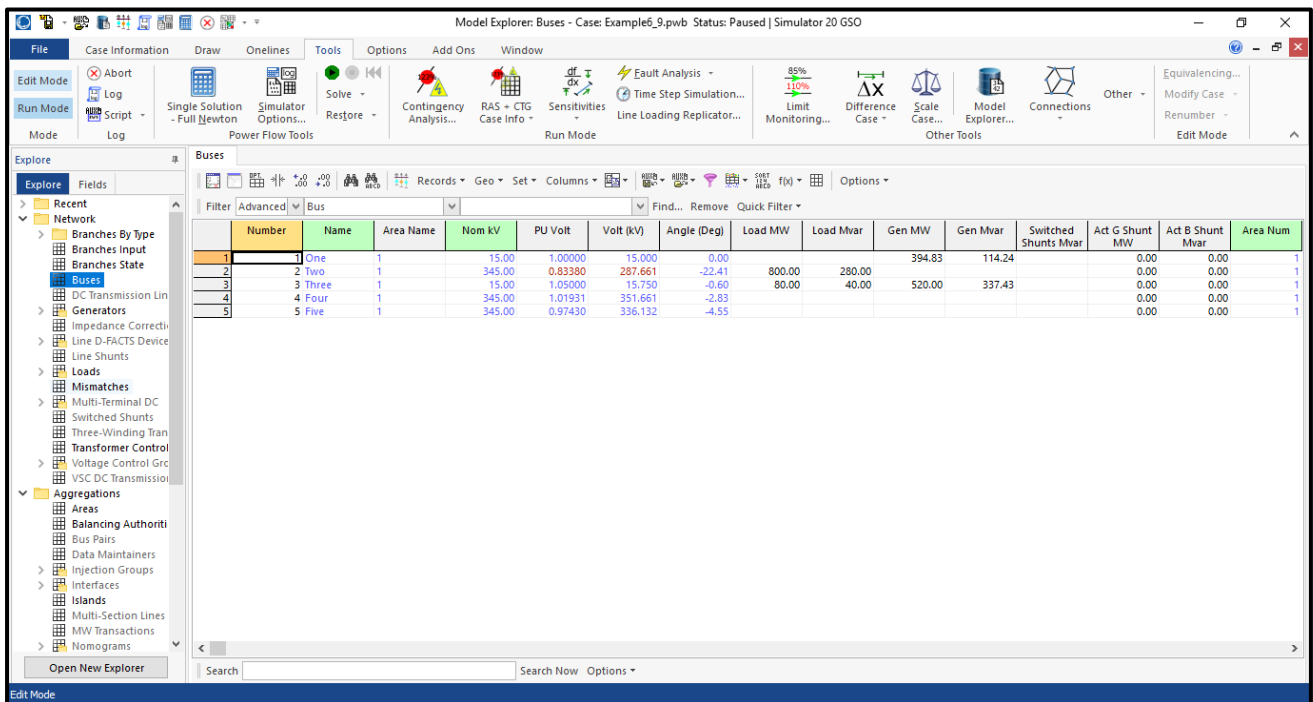 Model Explorer: Buses - Case: Example6_9.pwb Status: Paused | Simulator 20 GSO
File Case Information Draw Onelines Tools Options Add Ons Window
Edit Mode
Run Mode
Mode
Abort
Log
Script
Log
Single Solution - Full Newton
Simulator Options...
Solve
Restore
Power Flow Tools
Contingency Analysis...
RAS + CTG Case Info
Sensitivities
Fault Analysis
Time Step Simulation...
Line Loading Replicator...
Run Mode
85%
110%
Limit Monitoring...
Difference Case
Scale Case...
Model Explorer...
Connections
Other
Other Tools
Equivalencing...
Modify Case
Renumber
Edit Mode
Explore
Explore Fields
Recent
Network
Branches By Type
Branches Input
Branches State
Buses
DC Transmission Lin
Generators
Impedance Correcti
Line D-FACTS Device
Line Shunts
Loads
Mismatches
Multi-Terminal DC
Switched Shunts
Three-Winding Tran
Transformer Control
Voltage Control Gro
VSC DC Transmission
Aggregations
Areas
Balancing Authoriti
Bus Pairs
Data Maintainers
Injection Groups
Interfaces
Islands
Multi-Section Lines
MW Transactions
Nomograms
Open New Explorer
Buses
Records Geo Set Columns f(x) Options
Filter Advanced Bus Find... Remove Quick Filter
Number Name Area Name Nom kV PU Volt Volt (kV) Angle (Deg) Load MW Load Mvar Gen MW Gen Mvar Switched Shunts Mvar Act G Shunt MW Act B Shunt Mvar Area Num
1 1 One 1 15.00 1.00000 15.000 0.00 394.83 114.24 0.00 0.00 1
2 2 Two 1 345.00 0.83380 287.661 -22.41 800.00 280.00 0.00 0.00 1
3 3 Three 1 15.00 1.05000 15.750 -0.60 80.00 40.00 520.00 337.43 0.00 0.00 1
4 4 Four 1 345.00 1.01931 351.661 -2.83 0.00 0.00 1
5 5 Five 1 345.00 0.97430 336.132 -4.55 0.00 0.00 1
Search Search Now Options
Edit Mode